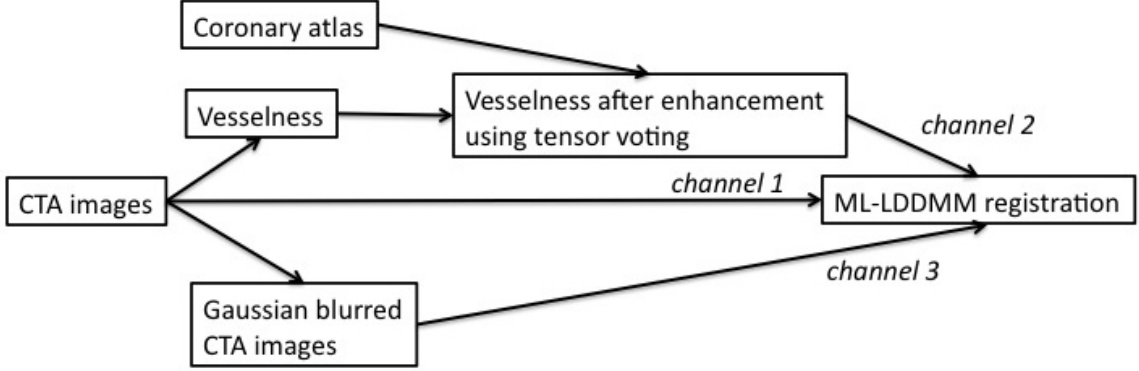 Coronary atlas
Vesselness
Vesselness after enhancement
using tensor voting
channel 2
CTA images
channel 1
ML-LDDMM registration
channel 3
Gaussian blurred
CTA images